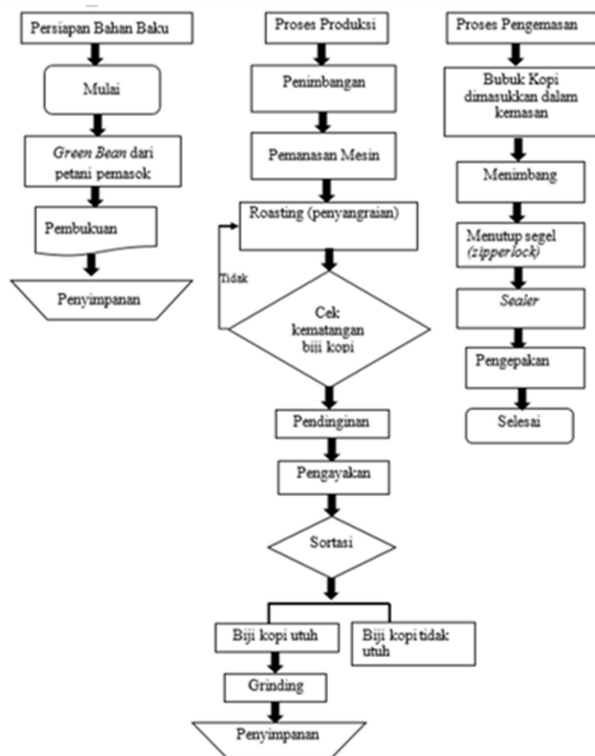 Persiapan Bahan Baku
Mulai
Green Bean dari
petani pemasok
Pembukuan
Penyimpanan
Proses Produksi
Penimbangan
Pemanasan Mesin
Roasting (penyangraian)
Tidak
Cek
kematangan
biji kopi
Pendinginan
Pengayakan
Sortasi
Biji kopi utuh
Biji kopi tidak
utuh
Grinding
Penyimpanan
Proses Pengemasan
Bubuk Kopi
dimasukkan dalam
kemasan
Menimbang
Menutup segel
(zipperlock)
Sealer
Pengepakan
Selesai